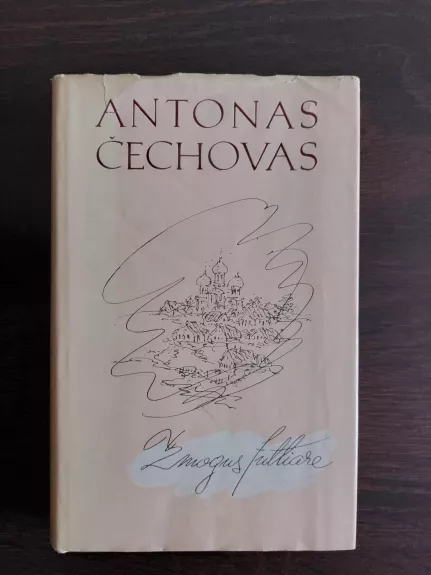 ANTONAS
ČECHOVAS
Žmogus futliare